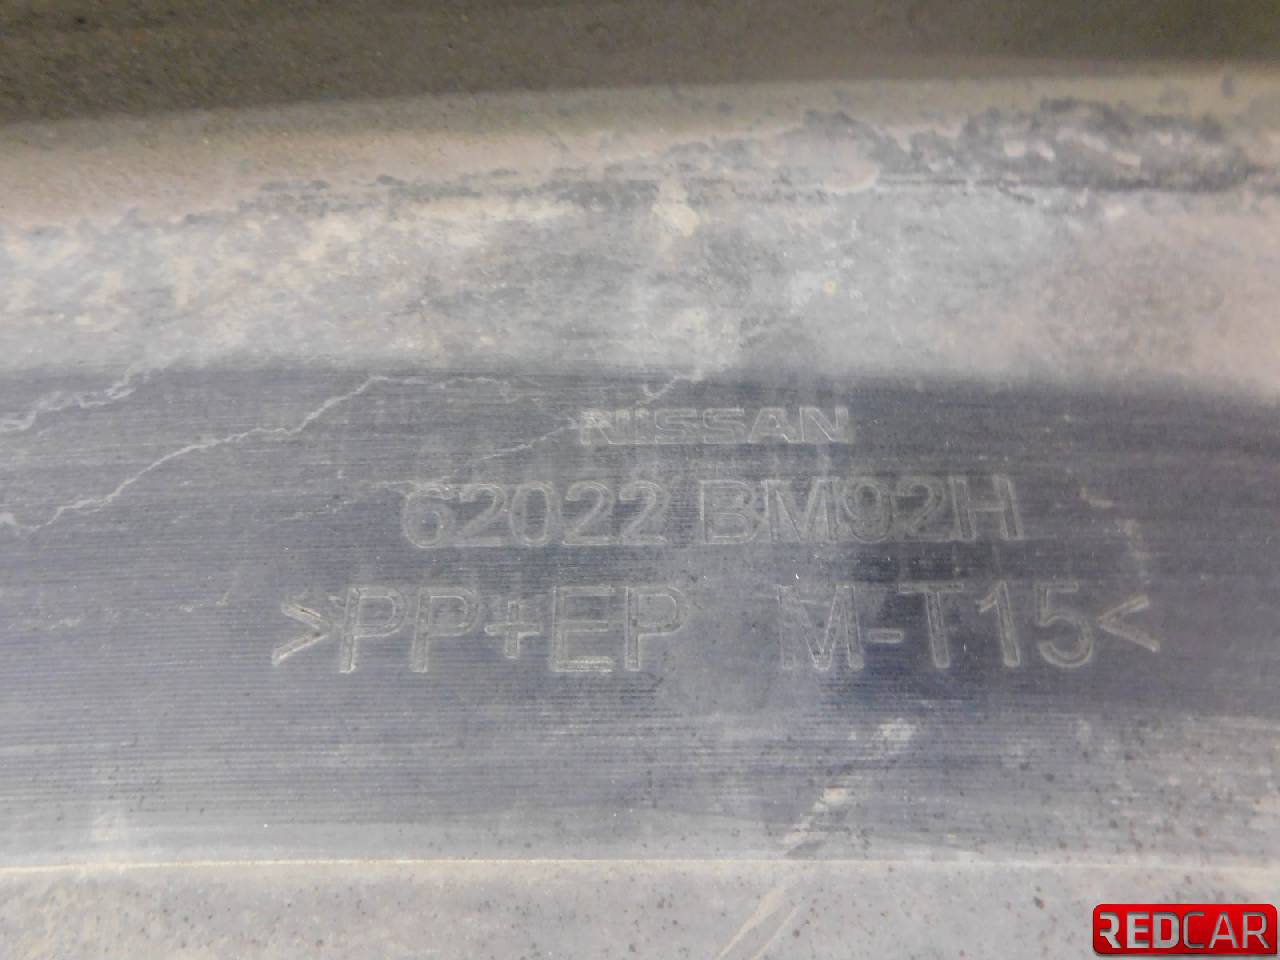 NISSAN
62022 BM92H
>PP+EP M-T15<
REDCAR